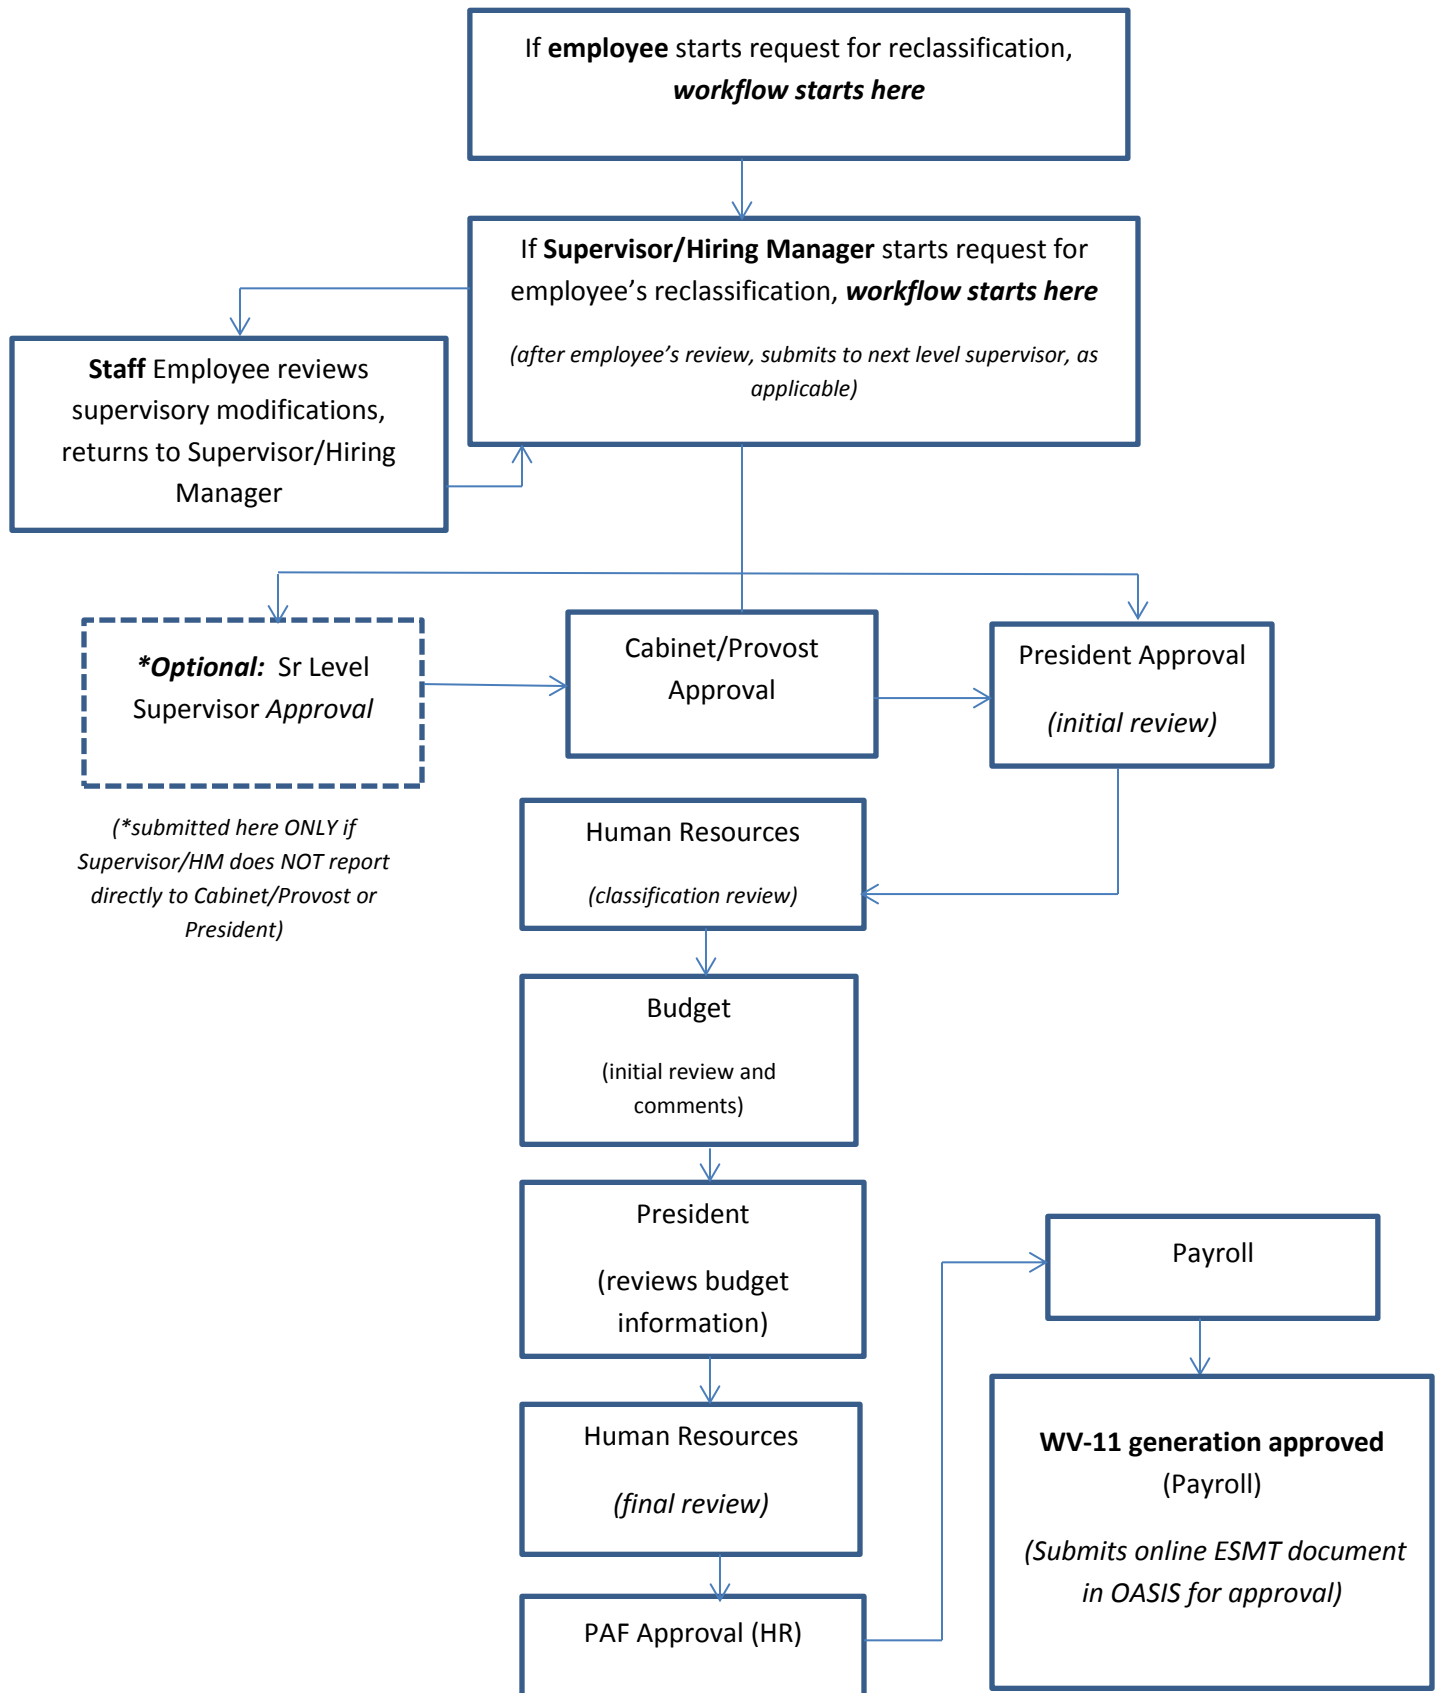 If employee starts request for reclassification,
workflow starts here
If Supervisor/Hiring Manager starts request for
employee’s reclassification, workflow starts here
(after employee’s review, submits to next level supervisor, as
applicable)
Staff Employee reviews
supervisory modifications,
returns to Supervisor/Hiring
Manager
*Optional:  Sr Level
Supervisor Approval
(*submitted here ONLY if
Supervisor/HM does NOT report
directly to Cabinet/Provost or
President)
Cabinet/Provost
Approval
President Approval
(initial review)
Human Resources
(classification review)
Budget
(initial review and
comments)
President
(reviews budget
information)
Human Resources
(final review)
PAF Approval (HR)
Payroll
WV-11 generation approved
(Payroll)
(Submits online ESMT document
in OASIS for approval)